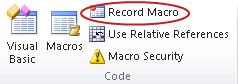 Record Macro
Use Relative References
Macro Security
Visual
Basic
Macros
Code